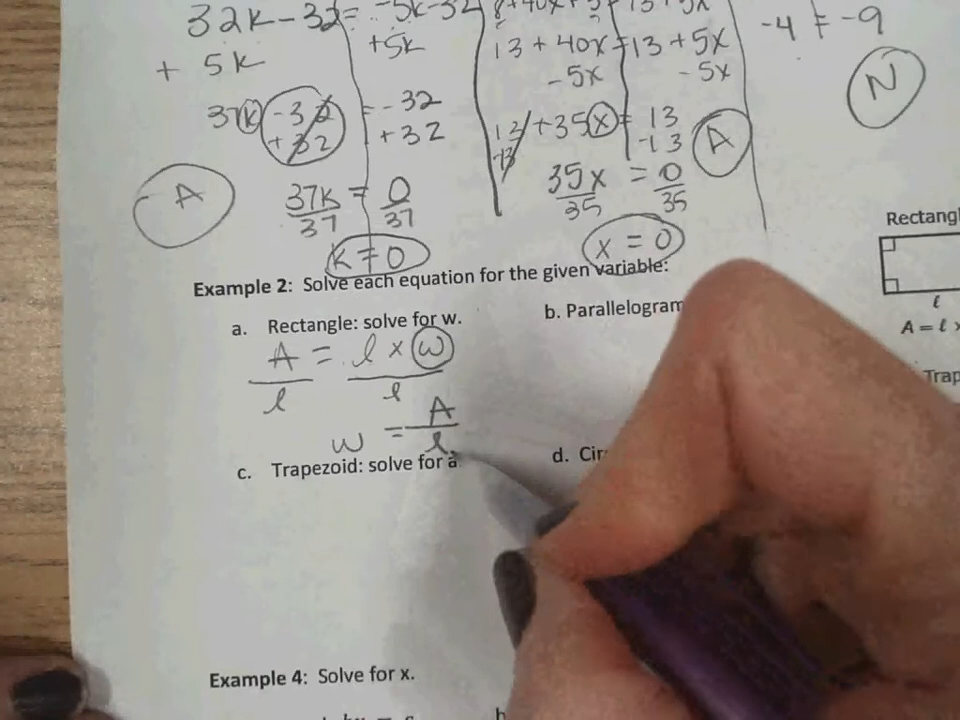 32k - 32 = -5k - 32
+ 5k +5k
37k - 32 = - 32
+ 32 + 32
37k = 0
37 37
k = 0
A
13 + 40x = 13 + 5x
- 5x - 5x
13 + 35x = 13
-13 -13
35x = 0
35 35
x = 0
A
-4 ≠ -9
N
Rectangl
ℓ
A = ℓ ×
Trap
Example 2: Solve each equation for the given variable:
a. Rectangle: solve for w.
A = l × w
l l
w = A
l
b. Parallelogram
c. Trapezoid: solve for a
d. Cir
Example 4: Solve for x.